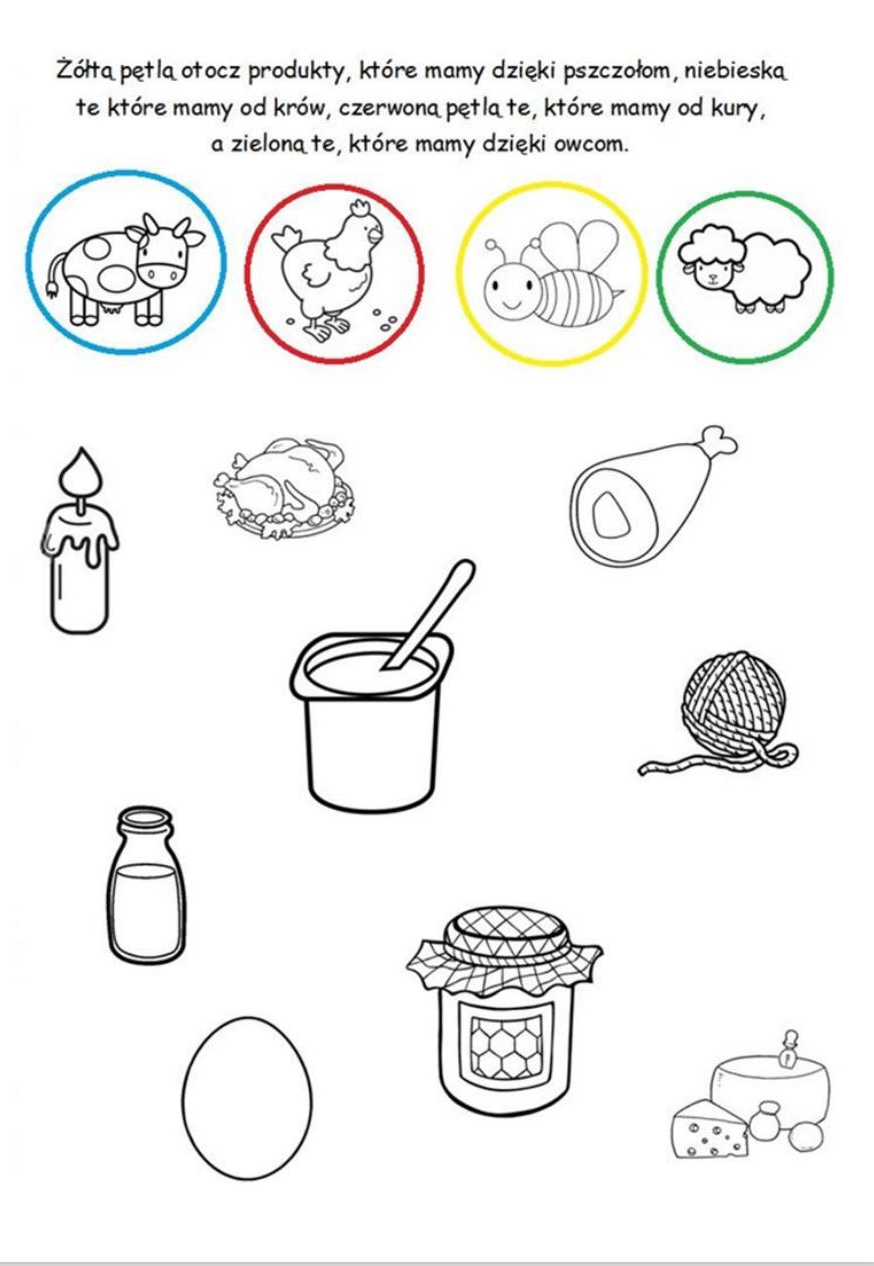 Żółtą pętlą otocz produkty, które mamy dzięki pszczołom, niebieską
te które mamy od krów, czerwoną pętlą te, które mamy od kury,
a zieloną te, które mamy dzięki owcom.